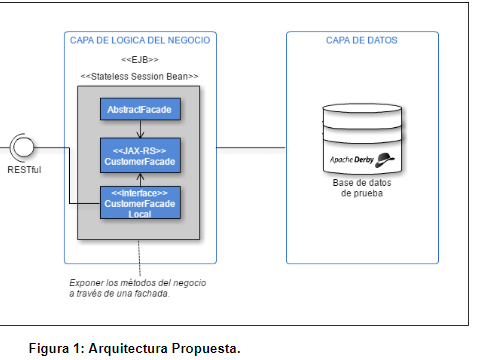 CAPA DE LOGICA DEL NEGOCIO
<<EJB>>
<<Stateless Session Bean>>
AbstractFacade
<<JAX-RS>>
CustomerFacade
<<Interface>>
CustomerFacade
Local
RESTful
Exponer los métodos del negocio
a través de una fachada.
CAPA DE DATOS
Apache Derby
Base de datos
de prueba
Figura 1: Arquitectura Propuesta.